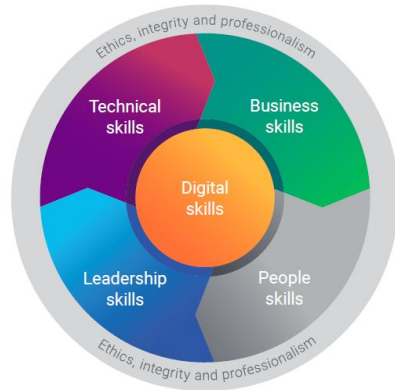 Ethics, integrity and professionalism
Technical
skills
Business
skills
Digital
skills
Leadership
skills
People
skills
Ethics, integrity and professionalism